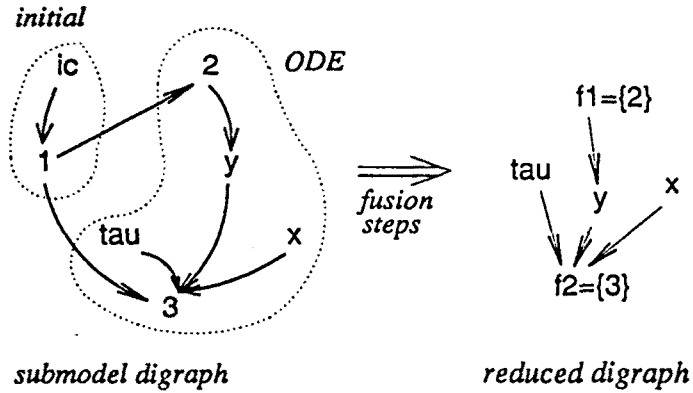 initial
ic
2
ODE
f1={2}
1
y
tau
x
fusion
steps
y
tau
x
3
f2={3}
submodel digraph
reduced digraph